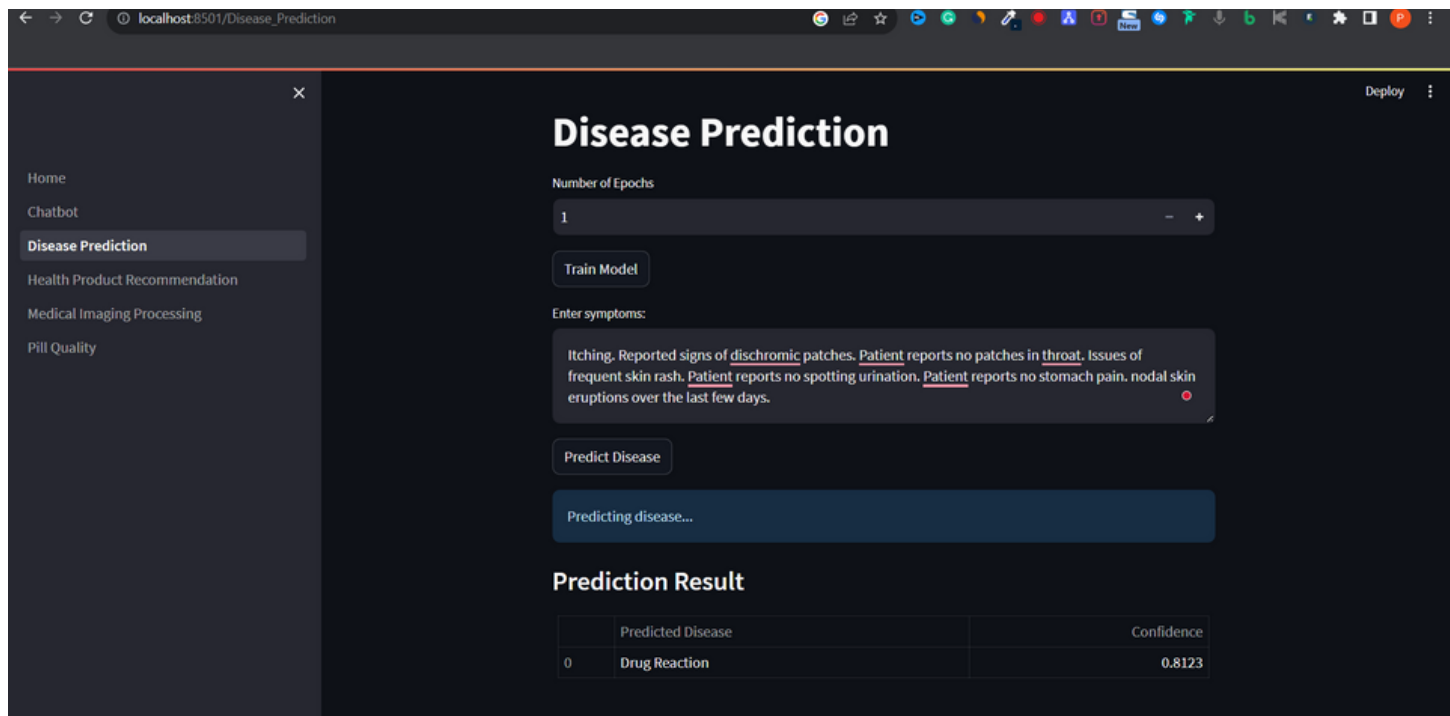 localhost:8501/Disease_Prediction
New
P
Deploy
Home
Chatbot
Disease Prediction
Health Product Recommendation
Medical Imaging Processing
Pill Quality
Disease Prediction
Number of Epochs
1
Train Model
Enter symptoms:
Itching. Reported signs of dischromic patches. Patient reports no patches in throat. Issues of
frequent skin rash. Patient reports no spotting urination. Patient reports no stomach pain. nodal skin
eruptions over the last few days.
Predict Disease
Predicting disease...
Prediction Result
Predicted Disease Confidence
0 Drug Reaction 0.8123